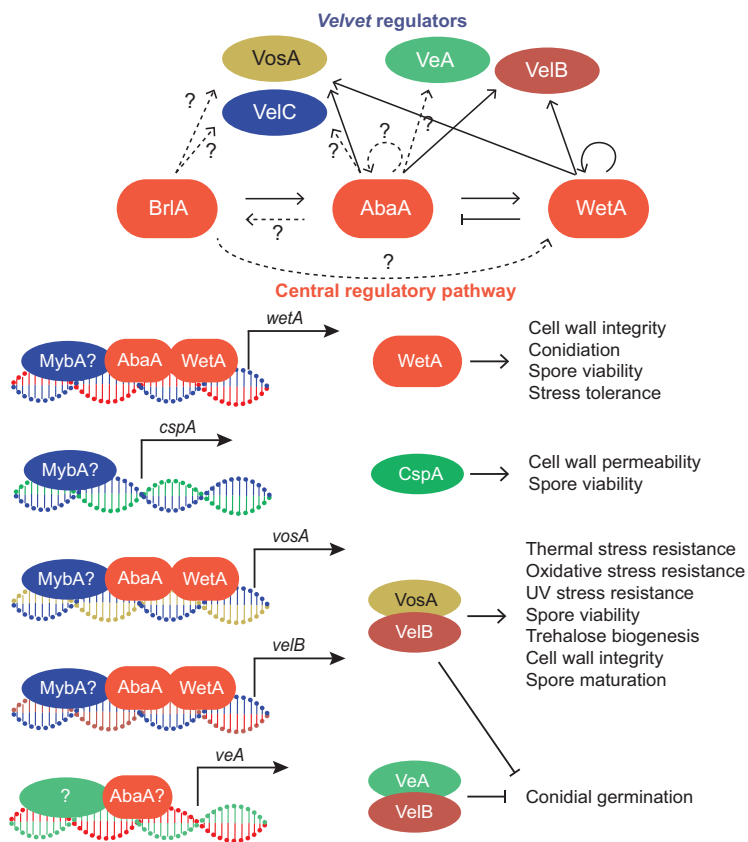 Velvet regulators
VosA
VeA
VelB
VelC
?
?
?
?
?
BrlA
AbaA
WetA
?
?
Central regulatory pathway
wetA
MybA?
AbaA
WetA
WetA
Cell wall integrity
Conidiation
Spore viability
Stress tolerance
cspA
MybA?
CspA
Cell wall permeability
Spore viability
vosA
MybA?
AbaA
WetA
VosA
VelB
Thermal stress resistance
Oxidative stress resistance
UV stress resistance
Spore viability
Trehalose biogenesis
Cell wall integrity
Spore maturation
velB
MybA?
AbaA
WetA
veA
?
AbaA?
VeA
VelB
Conidial germination